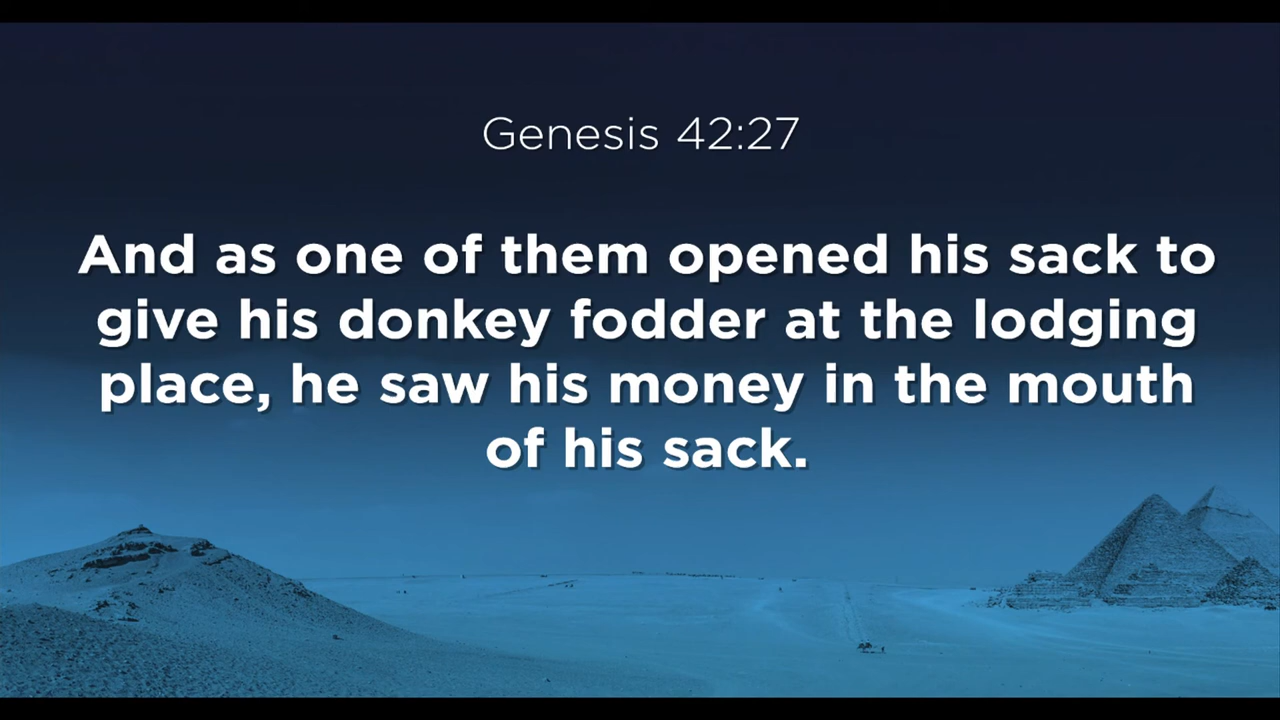 Genesis 42:27
And as one of them opened his sack to
give his donkey fodder at the lodging
place, he saw his money in the mouth
of his sack.